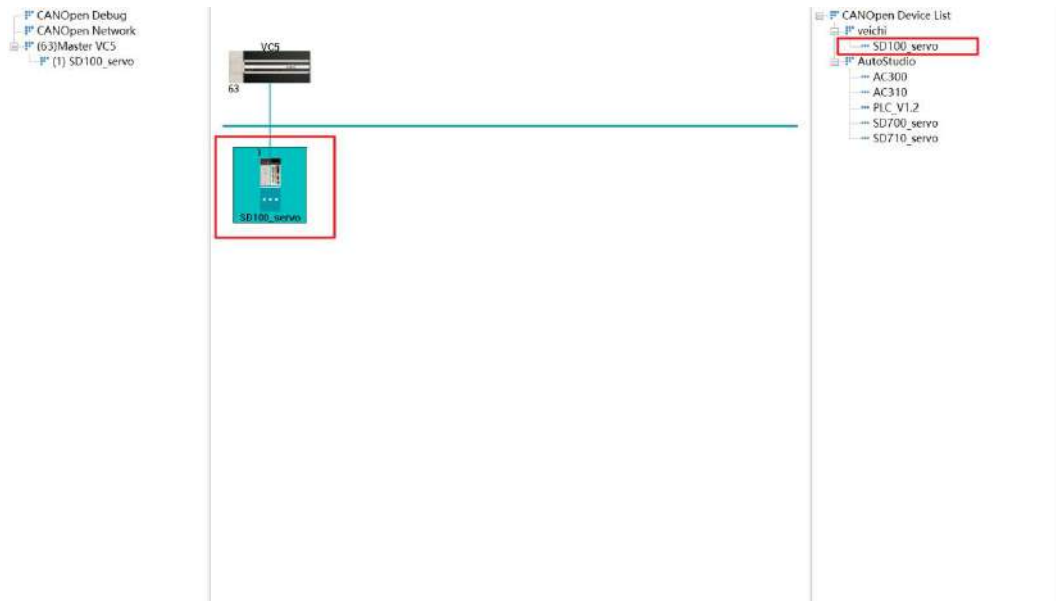 CANOpen Debug
CANOpen Network
(63)Master VC5
(1) SD100_servo
VC5
63
1
SD100_servo
CANOpen Device List
veichi
SD100_servo
AutoStudio
AC300
AC310
PLC_V1.2
SD700_servo
SD710_servo